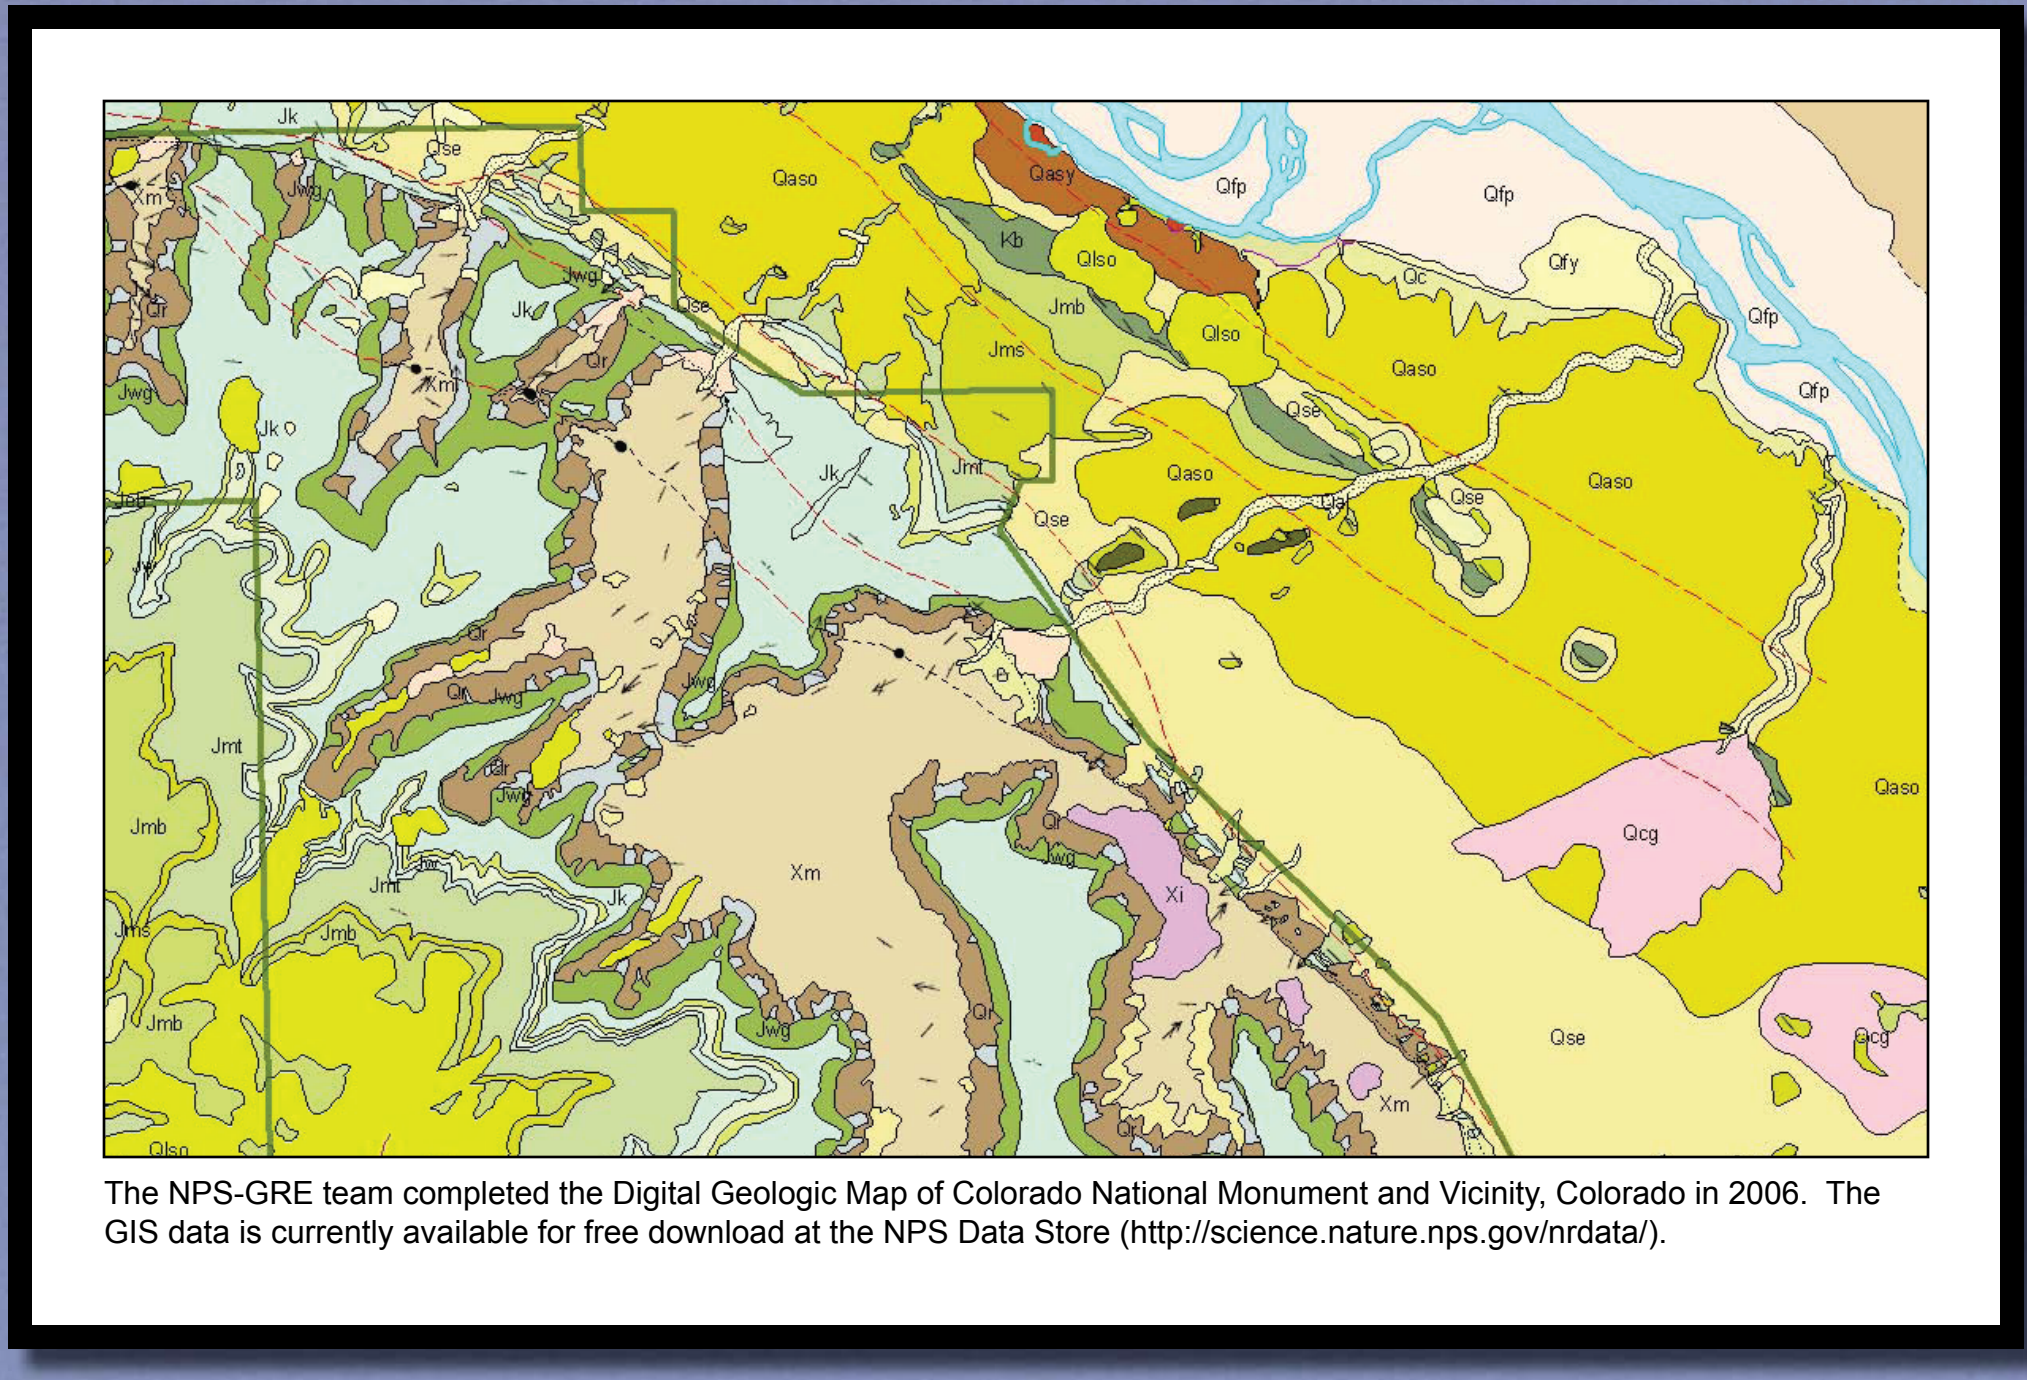 Jk
Qse
Qaso
Qasy
Qfp
Qfp
Xm
Jwg
Kb
Qlso
Qc
Qfy
Jwg
Jk
Qse
Jmb
Qfp
Qr
Qr
Jms
Qlso
Qaso
Qfp
Jwg
Xm
Jk
Qse
Jk
Jmt
Qaso
Qaso
Qse
Qal
Qse
Qr
Qr
Jwg
Jwg
Jmt
Qr
Jwg
Qaso
Jmb
Qr
Jwg
Qcg
Jmt
Xm
Xi
Jk
Jms
Jmb
Jmb
Jwg
Qr
Qse
Qcg
Xm
Qr
Qlso
The NPS-GRE team completed the Digital Geologic Map of Colorado National Monument and Vicinity, Colorado in 2006. The
GIS data is currently available for free download at the NPS Data Store (http://science.nature.nps.gov/nrdata/).